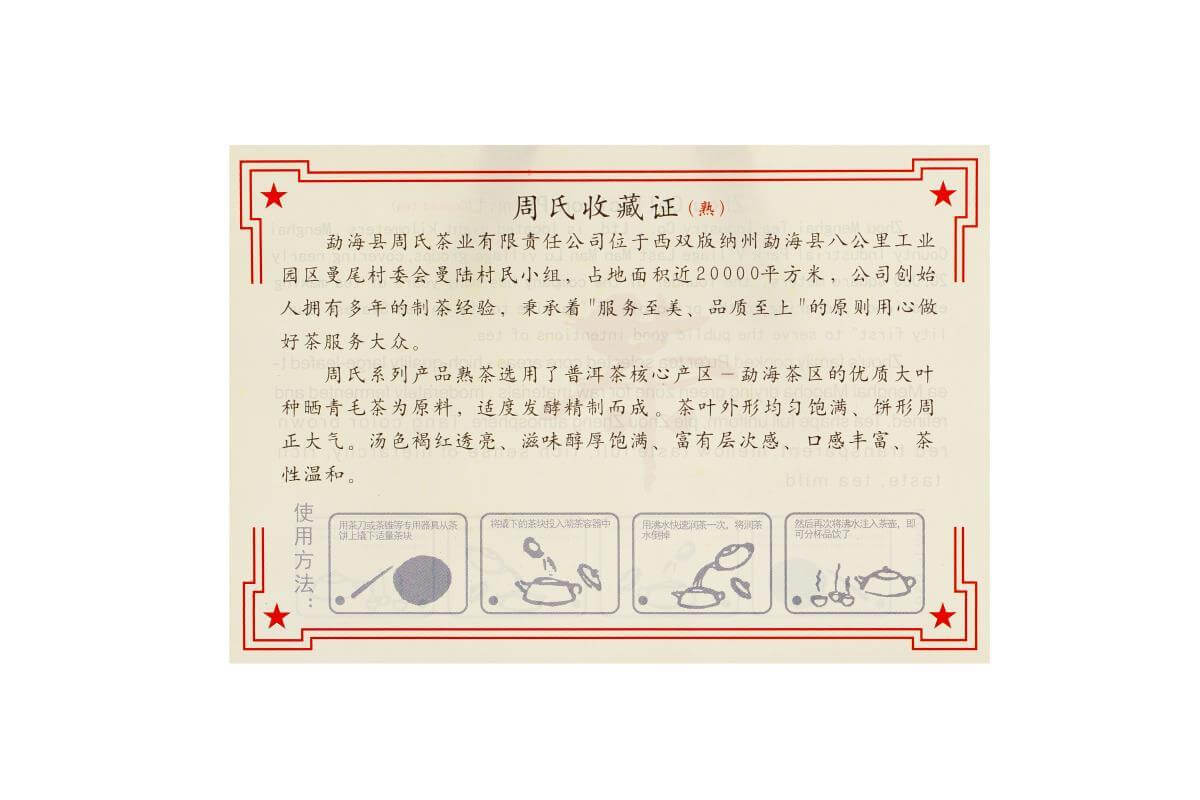 周氏收藏证(熟)
勐海县周氏茶业有限责任公司位于西双版纳州勐海县八公里工业
园区曼尾村委会曼陆村民小组，占地面积近20000平方米，公司创始
人拥有多年的制茶经验，秉承着"服务至美、品质至上"的原则用心做
好茶服务大众。
周氏系列产品熟茶选用了普洱茶核心产区－勐海茶区的优质大叶
种晒青毛茶为原料，适度发酵精制而成。茶叶外形均匀饱满、饼形周
正大气。汤色褐红透亮、滋味醇厚饱满、富有层次感、口感丰富、茶
性温和。
使用方法：
用茶刀或茶锥等专用器具从茶
饼上撬下适量茶块
将撬下的茶块投入沏茶容器中
用沸水快速润茶一次，将润茶
水倒掉
然后再次将沸水注入茶壶，即
可分杯品饮了